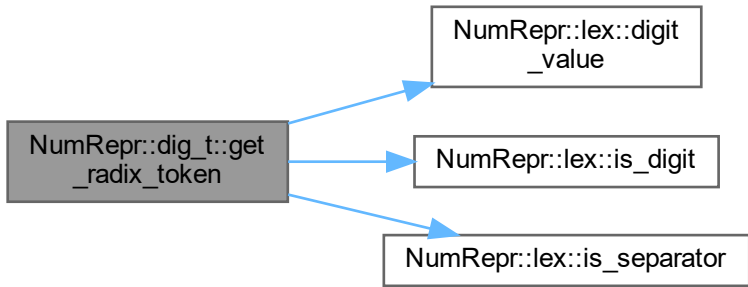 NumRepr::lex::digit
_value
NumRepr::dig_t::get
_radix_token
NumRepr::lex::is_digit
NumRepr::lex::is_separator